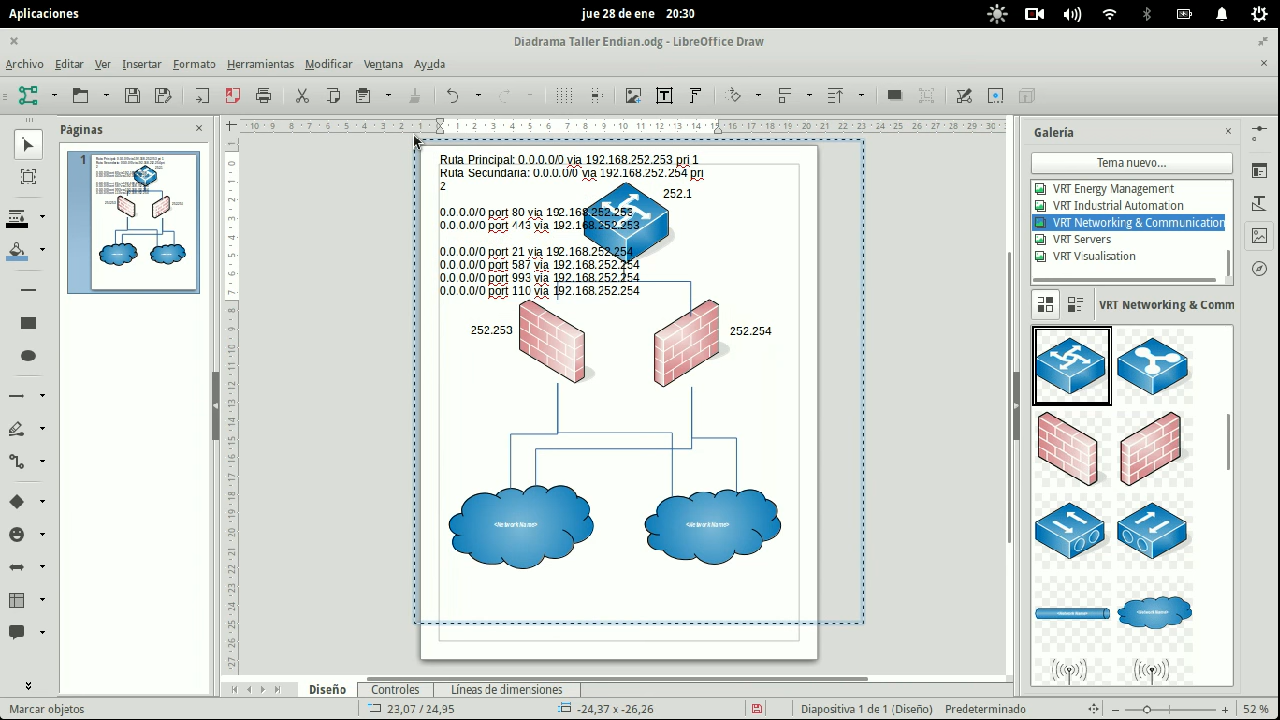 Aplicaciones
jue 28 de ene 20:30
Diadrama Taller Endian.odg - LibreOffice Draw
Archivo Editar Ver Insertar Formato Herramientas Modificar Ventana Ayuda
Páginas
1
Ruta Principal: 0.0.0.0/0 via 192.168.252.253 pri 1
Ruta Secundaria: 0.0.0.0/0 via 192.168.252.254 pri
2
252.1
0.0.0.0/0 port 80 via 192.168.252.253
0.0.0.0/0 port 443 via 192.168.252.253
0.0.0.0/0 port 21 via 192.168.252.254
0.0.0.0/0 port 587 via 192.168.252.254
0.0.0.0/0 port 993 via 192.168.252.254
0.0.0.0/0 port 110 via 192.168.252.254
252.253
252.254
<Network Name>
<Network Name>
Galería
Tema nuevo...
VRT Energy Management
VRT Industrial Automation
VRT Networking & Communication
VRT Servers
VRT Visualisation
VRT Networking & Comm
Diseño Controles Líneas de dimensiones
Marcar objetos
23,07 / 24,95
-24,37 x -26,26
Diapositiva 1 de 1 (Diseño)
Predeterminado
52 %